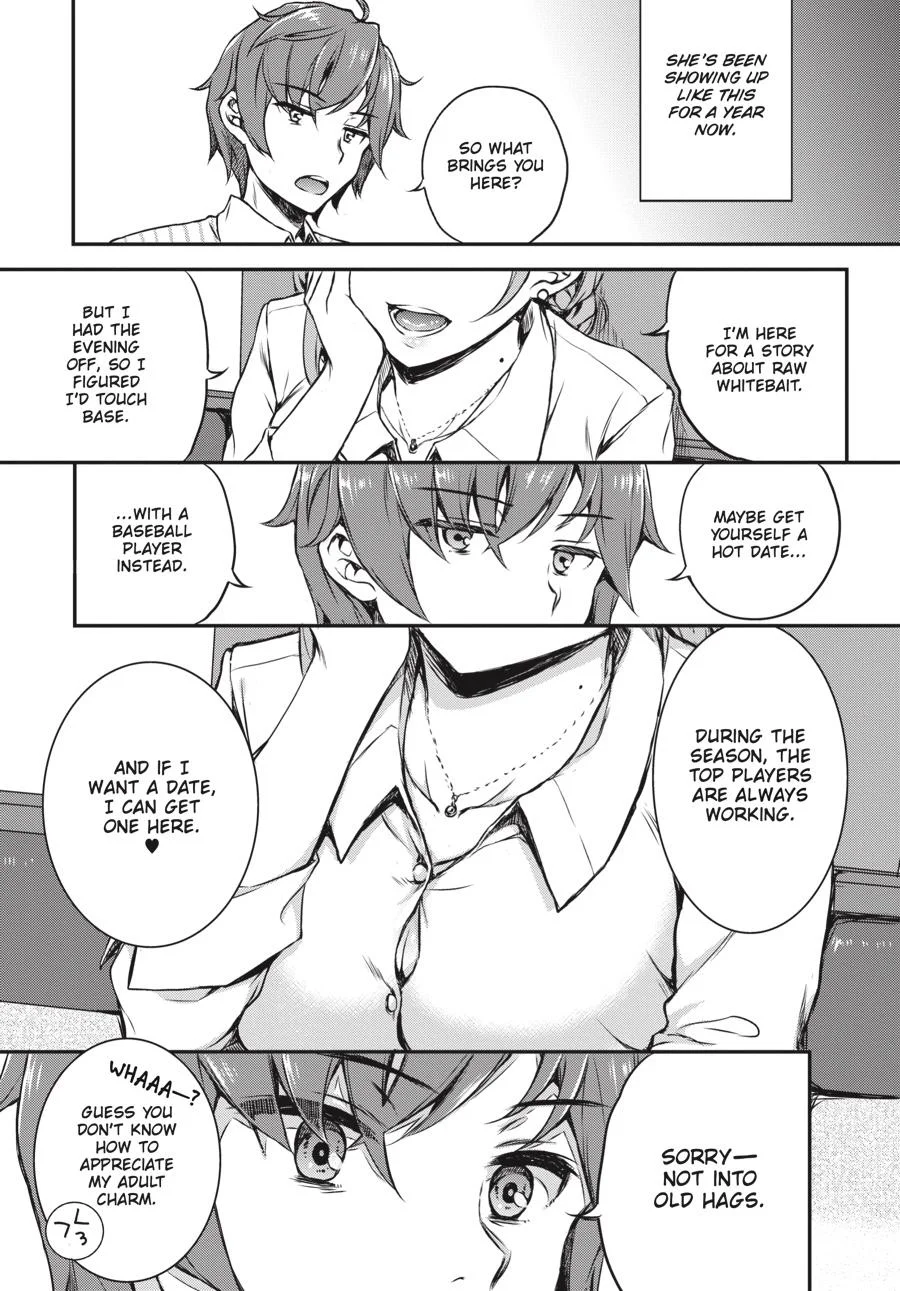 SHE'S BEEN
SHOWING UP
LIKE THIS
FOR A YEAR
NOW.
SO WHAT
BRINGS YOU
HERE?
I'M HERE
FOR A STORY
ABOUT RAW
WHITEBAIT.
BUT I
HAD THE
EVENING
OFF, SO I
FIGURED
I'D TOUCH
BASE.
MAYBE GET
YOURSELF A
HOT DATE...
...WITH A
BASEBALL
PLAYER
INSTEAD.
DURING THE
SEASON, THE
TOP PLAYERS
ARE ALWAYS
WORKING.
AND IF I
WANT A DATE,
I CAN GET
ONE HERE.
♥
SORRY—
NOT INTO
OLD HAGS.
WHAAA—?
GUESS YOU
DON'T KNOW
HOW TO
APPRECIATE
MY ADULT
CHARM.